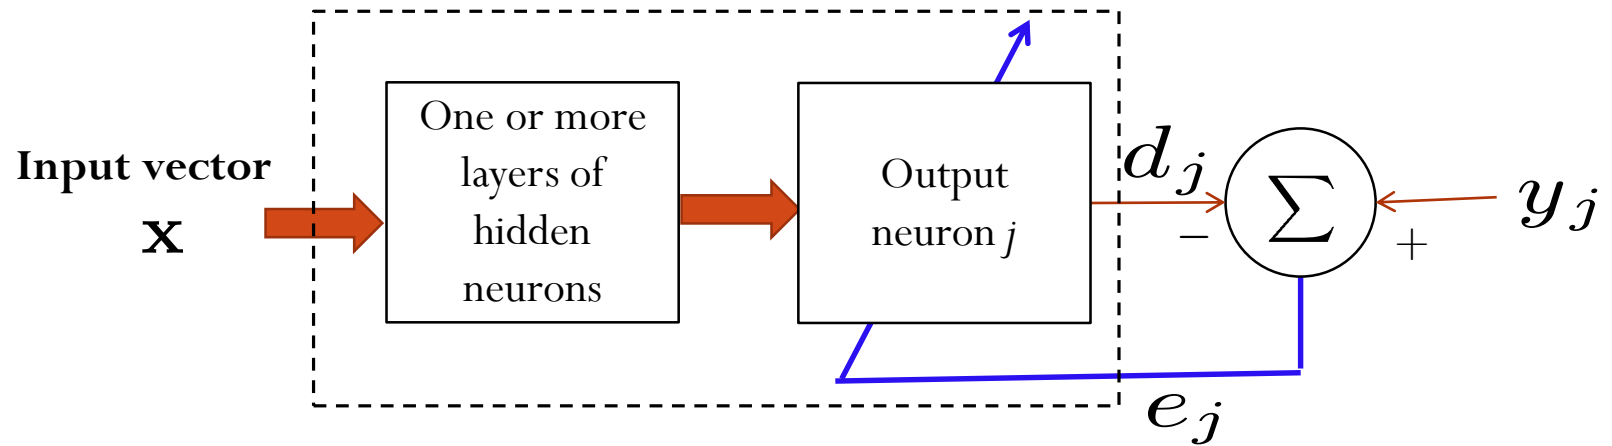 Input vector
x
One or more
layers of
hidden
neurons
Output
neuron j
d_j
−
∑
+
y_j
e_j